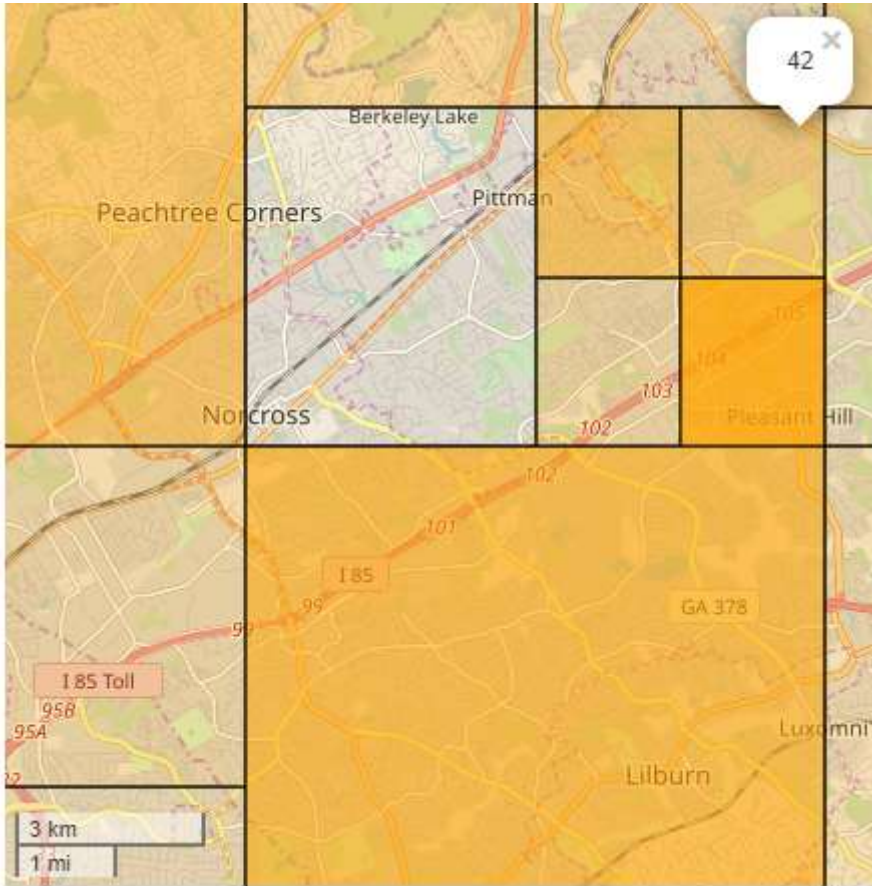 42
×
Berkeley Lake
Pittman
Peachtree Corners
105
104
103
Norcross
Pleasant Hill
102
102
101
I 85
99
GA 378
99
I 85 Toll
95B
95A
Luxomni
Lilburn
3 km
1 mi